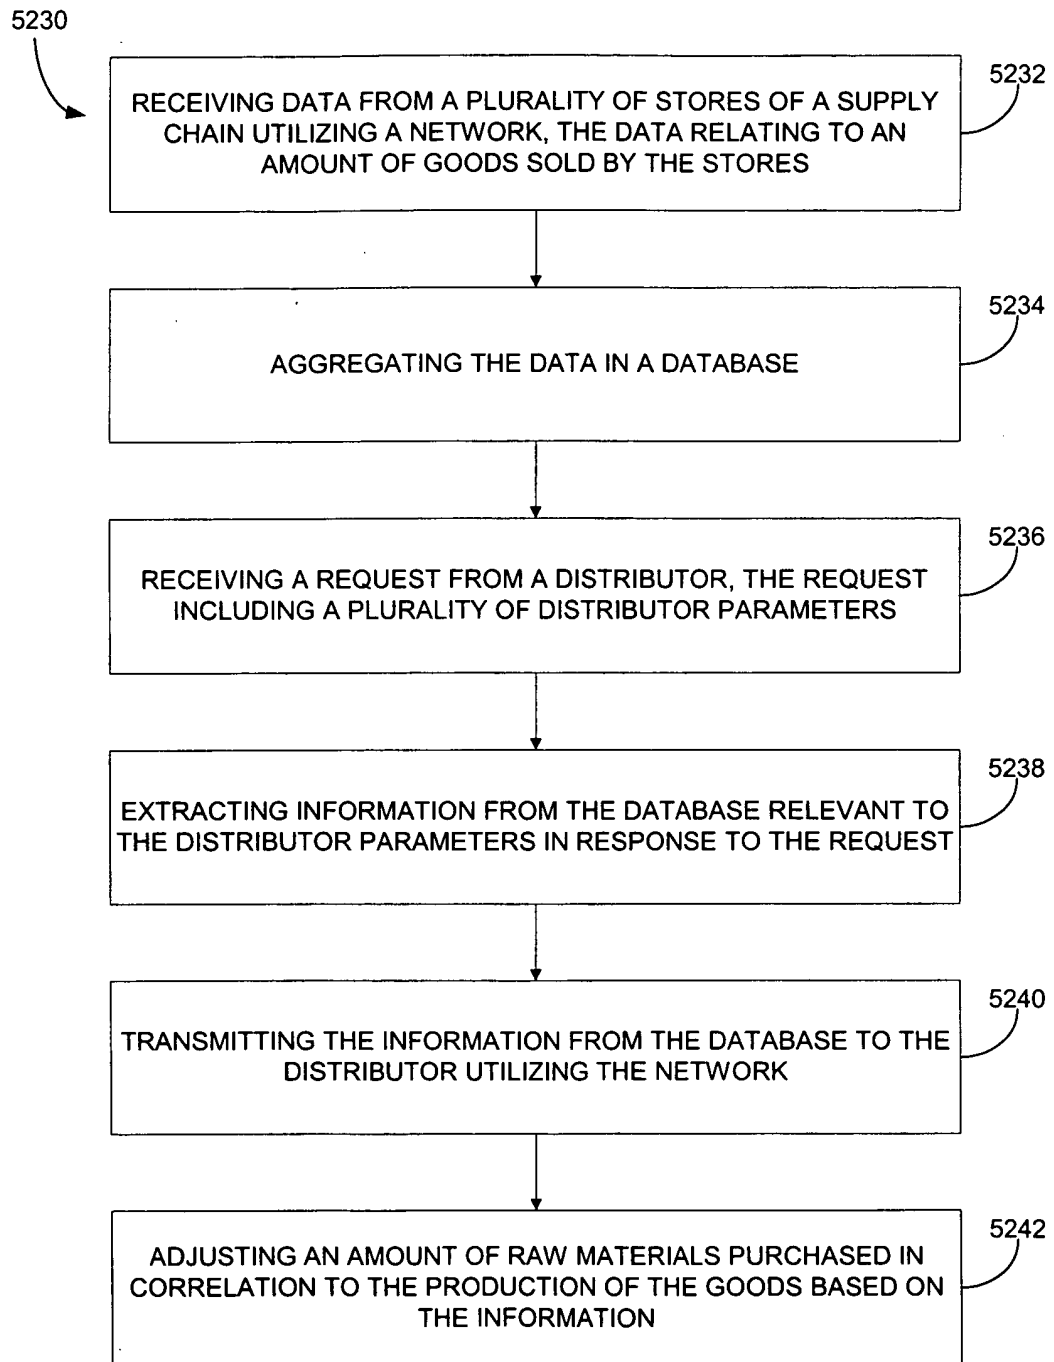 5230
5232
RECEIVING DATA FROM A PLURALITY OF STORES OF A SUPPLY
CHAIN UTILIZING A NETWORK, THE DATA RELATING TO AN
AMOUNT OF GOODS SOLD BY THE STORES
5234
AGGREGATING THE DATA IN A DATABASE
5236
RECEIVING A REQUEST FROM A DISTRIBUTOR, THE REQUEST
INCLUDING A PLURALITY OF DISTRIBUTOR PARAMETERS
5238
EXTRACTING INFORMATION FROM THE DATABASE RELEVANT TO
THE DISTRIBUTOR PARAMETERS IN RESPONSE TO THE REQUEST
5240
TRANSMITTING THE INFORMATION FROM THE DATABASE TO THE
DISTRIBUTOR UTILIZING THE NETWORK
5242
ADJUSTING AN AMOUNT OF RAW MATERIALS PURCHASED IN
CORRELATION TO THE PRODUCTION OF THE GOODS BASED ON
THE INFORMATION